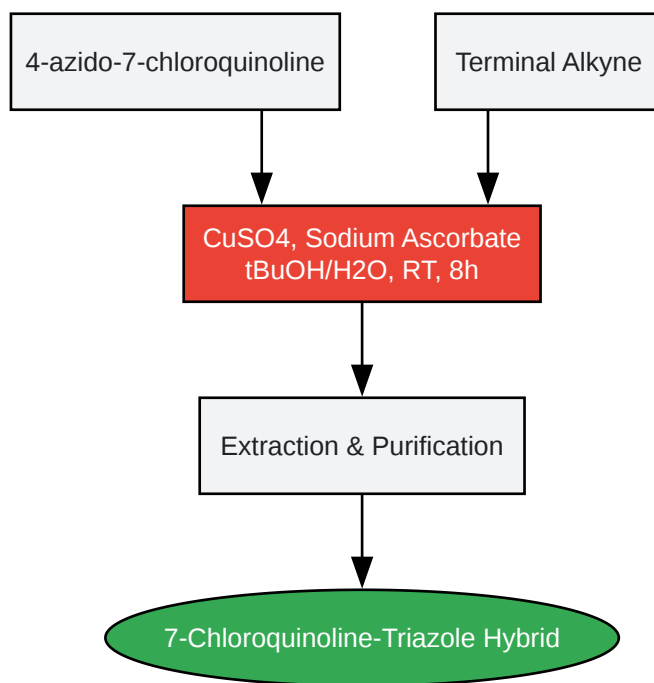 4-azido-7-chloroquinoline
Terminal Alkyne
CuSO4, Sodium Ascorbate
tBuOH/H2O, RT, 8h
Extraction & Purification
7-Chloroquinoline-Triazole Hybrid